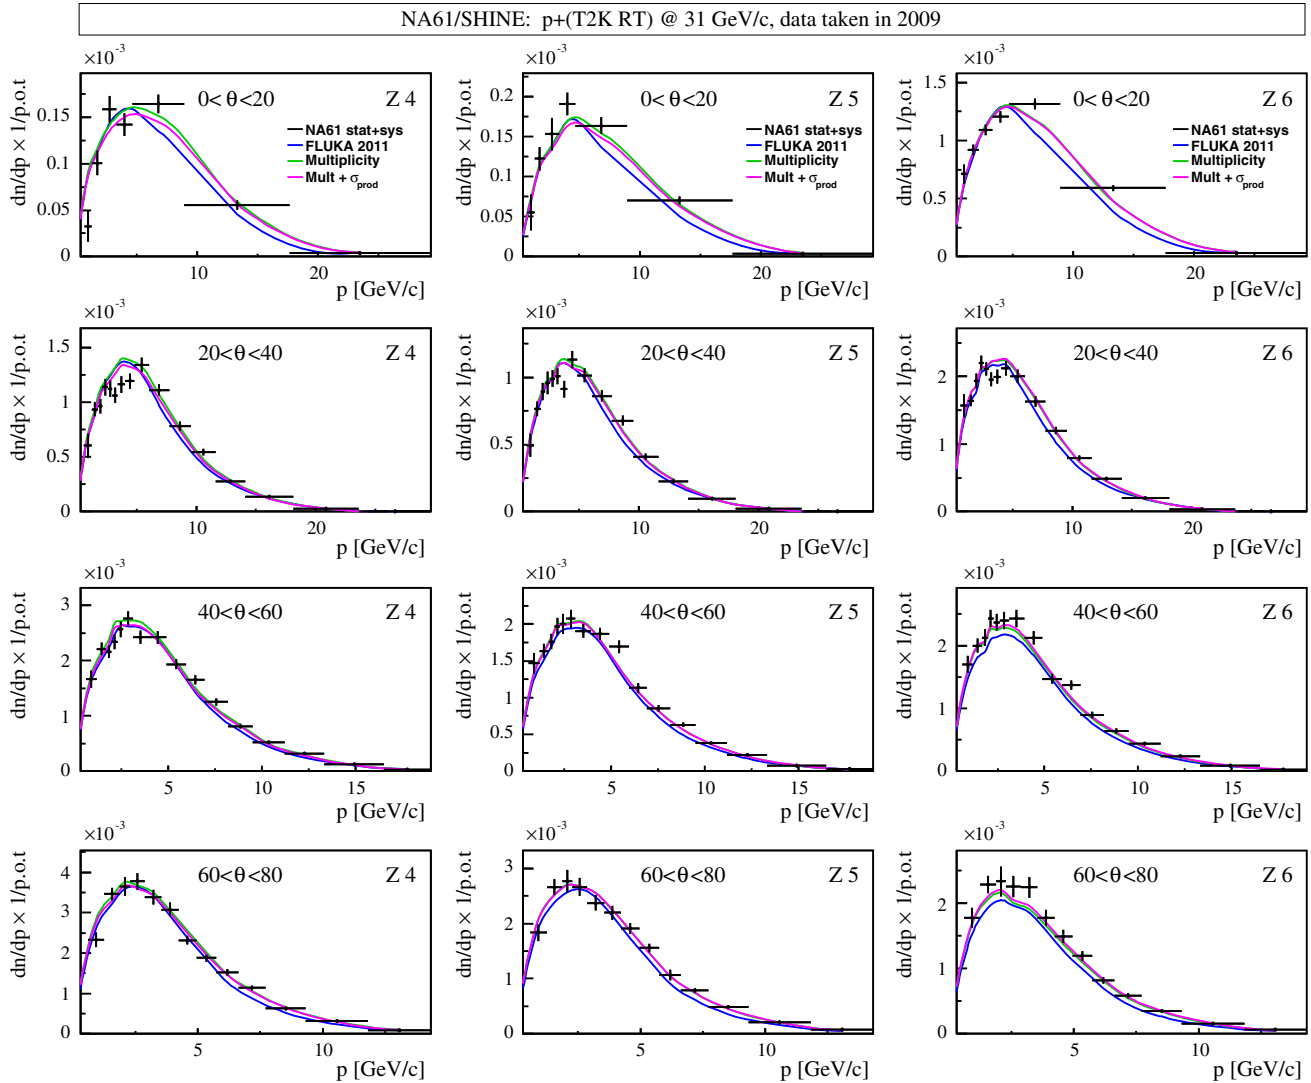 NA61/SHINE: p+(T2K RT) @ 31 GeV/c, data taken in 2009
×10⁻³
dn/dp × 1/p.o.t
0< θ<20
Z 4
NA61 stat+sys
FLUKA 2011
Multiplicity
Mult + σprod
0.15
0.1
0.05
0
10
20
p [GeV/c]
×10⁻³
dn/dp × 1/p.o.t
0< θ<20
Z 5
NA61 stat+sys
FLUKA 2011
Multiplicity
Mult + σprod
0.2
0.15
0.1
0.05
0
10
20
p [GeV/c]
×10⁻³
dn/dp × 1/p.o.t
0< θ<20
Z 6
NA61 stat+sys
FLUKA 2011
Multiplicity
Mult + σprod
1.5
1
0.5
0
10
20
p [GeV/c]
×10⁻³
dn/dp × 1/p.o.t
20<θ<40
Z 4
1.5
1
0.5
0
10
20
p [GeV/c]
×10⁻³
dn/dp × 1/p.o.t
20<θ<40
Z 5
1
0.5
0
10
20
p [GeV/c]
×10⁻³
dn/dp × 1/p.o.t
20<θ<40
Z 6
2
1
0
10
20
p [GeV/c]
×10⁻³
dn/dp × 1/p.o.t
40<θ<60
Z 4
3
2
1
0
5
10
15
p [GeV/c]
×10⁻³
dn/dp × 1/p.o.t
40<θ<60
Z 5
2
1.5
1
0.5
0
5
10
15
p [GeV/c]
×10⁻³
dn/dp × 1/p.o.t
40<θ<60
Z 6
2
1
0
5
10
15
p [GeV/c]
×10⁻³
dn/dp × 1/p.o.t
60<θ<80
Z 4
4
3
2
1
0
5
10
p [GeV/c]
×10⁻³
dn/dp × 1/p.o.t
60<θ<80
Z 5
3
2
1
0
5
10
p [GeV/c]
×10⁻³
dn/dp × 1/p.o.t
60<θ<80
Z 6
2
1
0
5
10
p [GeV/c]